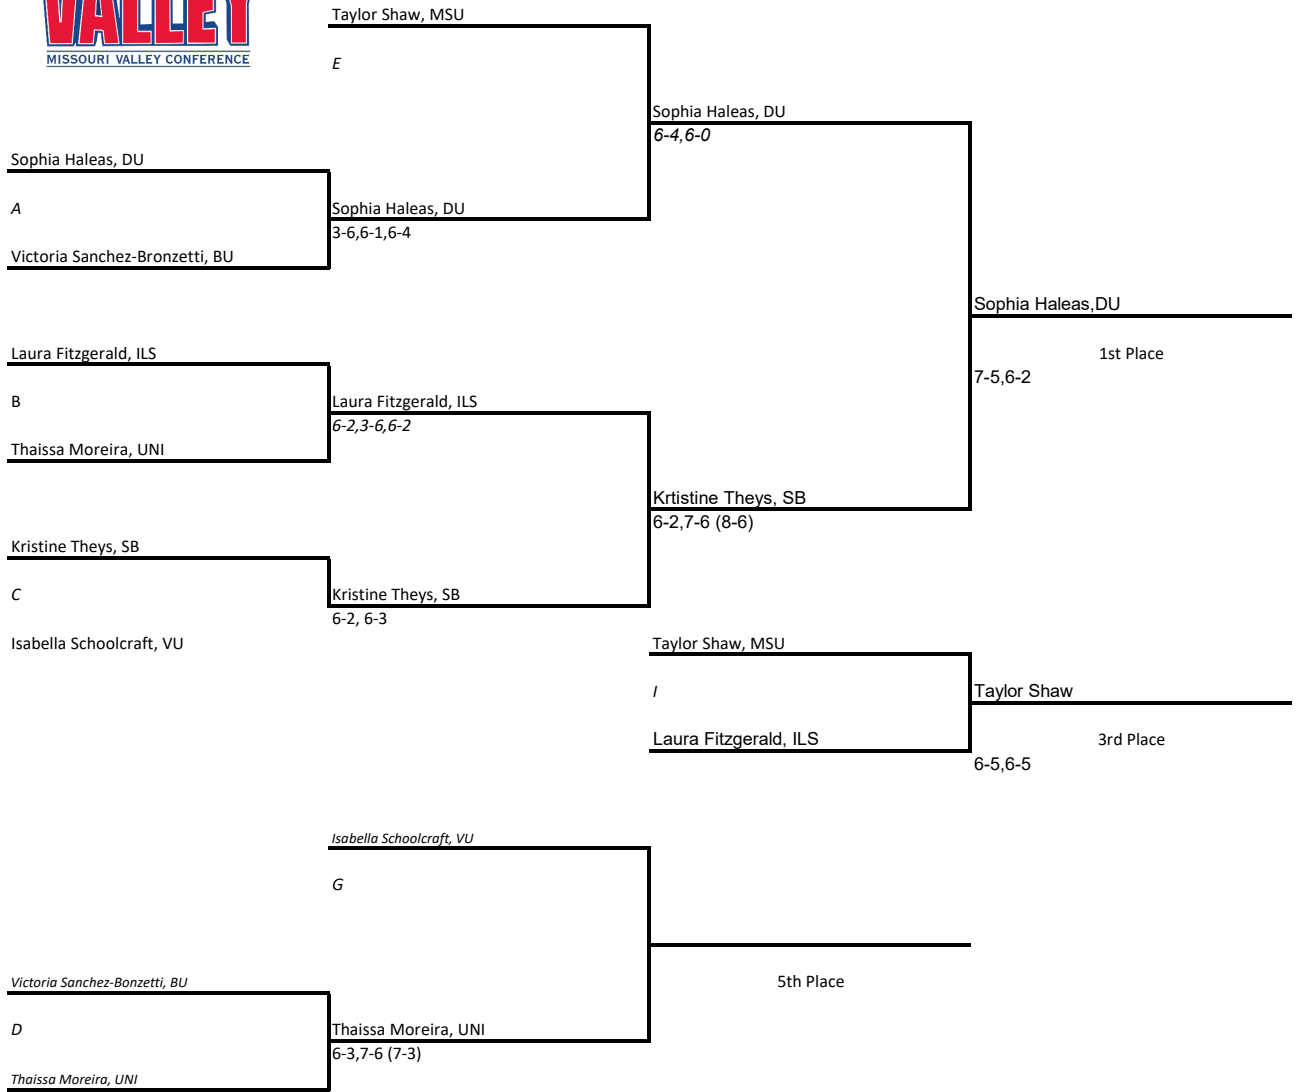 VALLEY
MISSOURI VALLEY CONFERENCE
Taylor Shaw, MSU
E
Sophia Haleas, DU
6-4,6-0
Sophia Haleas, DU
A
Sophia Haleas, DU
3-6,6-1,6-4
Victoria Sanchez-Bronzetti, BU
Sophia Haleas,DU
Laura Fitzgerald, ILS
1st Place
7-5,6-2
B
Laura Fitzgerald, ILS
6-2,3-6,6-2
Thaissa Moreira, UNI
Krtistine Theys, SB
6-2,7-6 (8-6)
Kristine Theys, SB
C
Kristine Theys, SB
6-2, 6-3
Isabella Schoolcraft, VU
Taylor Shaw, MSU
I
Taylor Shaw
Laura Fitzgerald, ILS
3rd Place
6-5,6-5
Isabella Schoolcraft, VU
G
Victoria Sanchez-Bonzetti, BU
5th Place
D
Thaissa Moreira, UNI
6-3,7-6 (7-3)
Thaissa Moreira, UNI